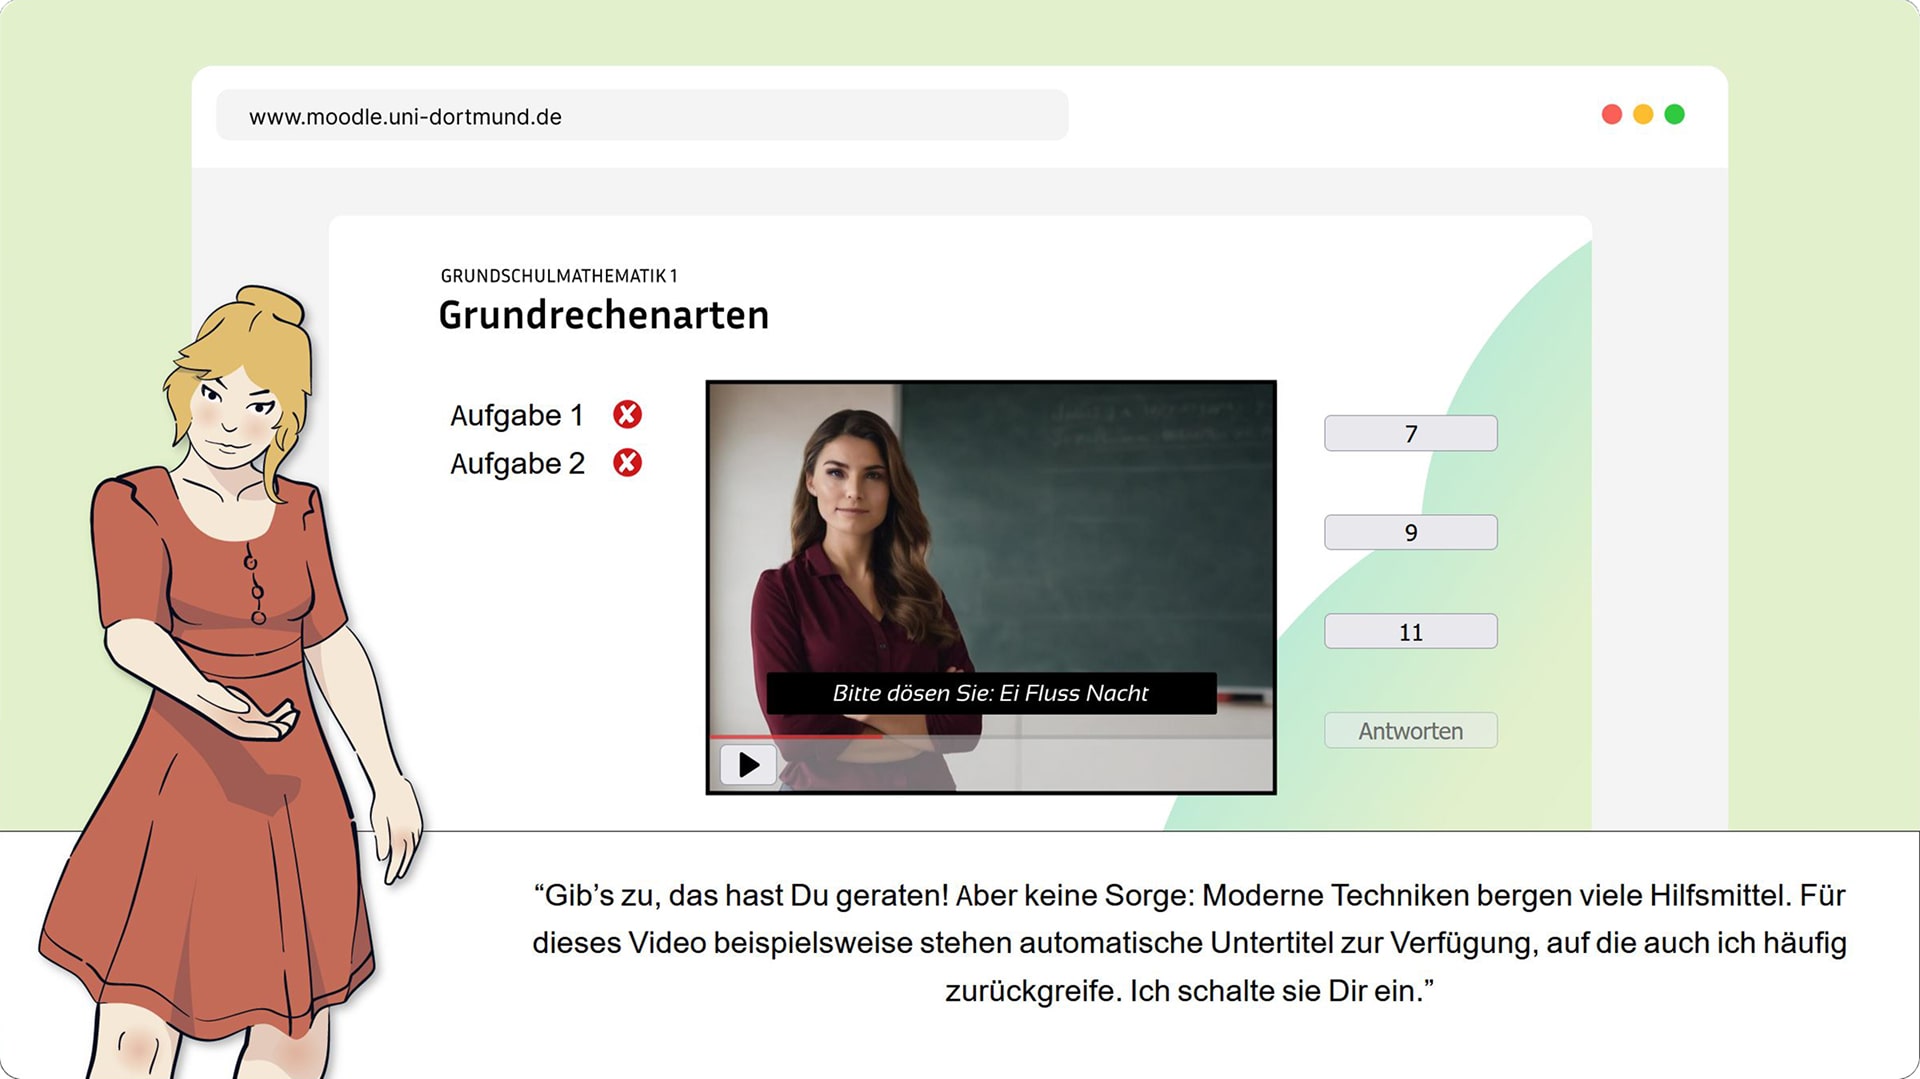 www.moodle.uni-dortmund.de
GRUNDSCHULMATHEMATIK 1
Grundrechenarten
Aufgabe 1
Aufgabe 2
Bitte dösen Sie: Ei Fluss Nacht
7
9
11
Antworten
“Gib’s zu, das hast Du geraten! Aber keine Sorge: Moderne Techniken bergen viele Hilfsmittel. Für
dieses Video beispielsweise stehen automatische Untertitel zur Verfügung, auf die auch ich häufig
zurückgreife. Ich schalte sie Dir ein.”